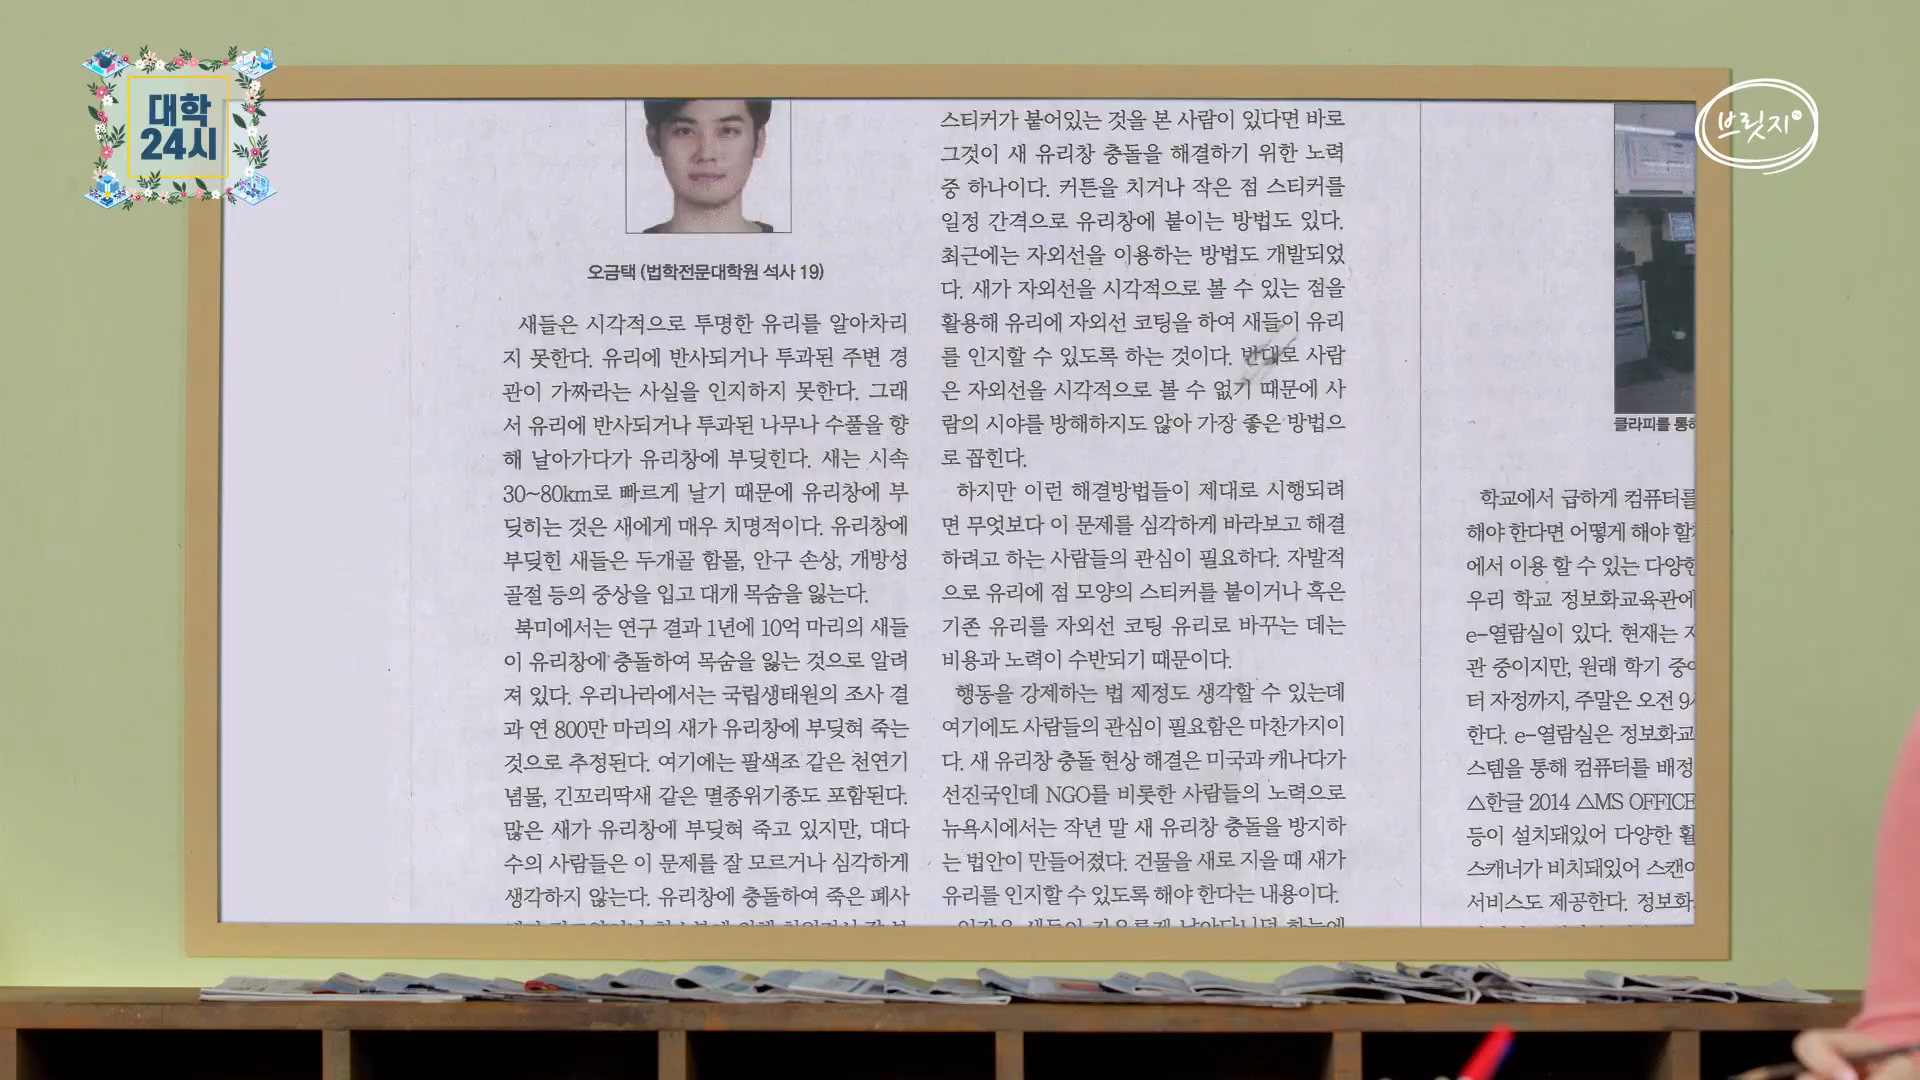 대학
24시
브릿지
오금택 (법학전문대학원 석사 19)
새들은 시각적으로 투명한 유리를 알아차리
지 못한다. 유리에 반사되거나 투과된 주변 경
관이 가짜라는 사실을 인지하지 못한다. 그래
서 유리에 반사되거나 투과된 나무나 수풀을 향
해 날아가다가 유리창에 부딪힌다. 새는 시속
30~80km로 빠르게 날기 때문에 유리창에 부
딪히는 것은 새에게 매우 치명적이다. 유리창에
부딪힌 새들은 두개골 함몰, 안구 손상, 개방성
골절 등의 중상을 입고 대개 목숨을 잃는다.
북미에서는 연구 결과 1년에 10억 마리의 새들
이 유리창에 충돌하여 목숨을 잃는 것으로 알려
져 있다. 우리나라에서는 국립생태원의 조사 결
과 연 800만 마리의 새가 유리창에 부딪혀 죽는
것으로 추정된다. 여기에는 팔색조 같은 천연기
념물, 긴꼬리딱새 같은 멸종위기종도 포함된다.
많은 새가 유리창에 부딪혀 죽고 있지만, 대다
수의 사람들은 이 문제를 잘 모르거나 심각하게
생각하지 않는다. 유리창에 충돌하여 죽은 폐사
스티커가 붙어있는 것을 본 사람이 있다면 바로
그것이 새 유리창 충돌을 해결하기 위한 노력
중 하나이다. 커튼을 치거나 작은 점 스티커를
일정 간격으로 유리창에 붙이는 방법도 있다.
최근에는 자외선을 이용하는 방법도 개발되었
다. 새가 자외선을 시각적으로 볼 수 있는 점을
활용해 유리에 자외선 코팅을 하여 새들이 유리
를 인지할 수 있도록 하는 것이다. 반대로 사람
은 자외선을 시각적으로 볼 수 없기 때문에 사
람의 시야를 방해하지도 않아 가장 좋은 방법으
로 꼽힌다.
하지만 이런 해결방법들이 제대로 시행되려
면 무엇보다 이 문제를 심각하게 바라보고 해결
하려고 하는 사람들의 관심이 필요하다. 자발적
으로 유리에 점 모양의 스티커를 붙이거나 혹은
기존 유리를 자외선 코팅 유리로 바꾸는 데는
비용과 노력이 수반되기 때문이다.
행동을 강제하는 법 제정도 생각할 수 있는데
여기에도 사람들의 관심이 필요함은 마찬가지이
다. 새 유리창 충돌 현상 해결은 미국과 캐나다가
선진국인데 NGO를 비롯한 사람들의 노력으로
뉴욕시에서는 작년 말 새 유리창 충돌을 방지하
는 법안이 만들어졌다. 건물을 새로 지을 때 새가
유리를 인지할 수 있도록 해야 한다는 내용이다.
클라피를 통해
학교에서 급하게 컴퓨터를
해야 한다면 어떻게 해야 할
에서 이용 할 수 있는 다양한
우리 학교 정보화교육관에
e-열람실이 있다. 현재는
관 중이지만, 원래 학기 중
터 자정까지, 주말은 오전 9
한다. e-열람실은 정보화교
스템을 통해 컴퓨터를 배정
△한글 2014 △MS OFFICE
등이 설치돼있어 다양한 활
스캐너가 비치돼있어 스캔
서비스도 제공한다. 정보화